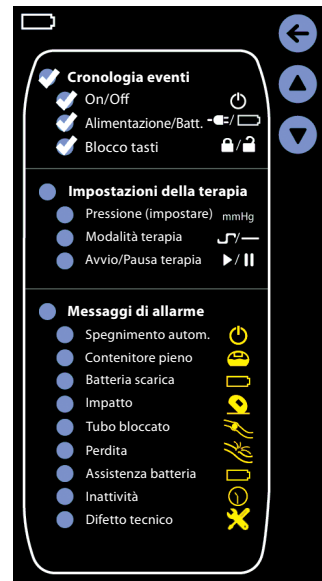 Cronologia eventi
On/Off
Alimentazione/Batt. /
Blocco tasti /
Impostazioni della terapia
Pressione (impostare) mmHg
Modalità terapia /
Avvio/Pausa terapia /
Messaggi di allarme
Spegnimento autom.
Contenitore pieno
Batteria scarica
Impatto
Tubo bloccato
Perdita
Assistenza batteria
Inattività
Difetto tecnico